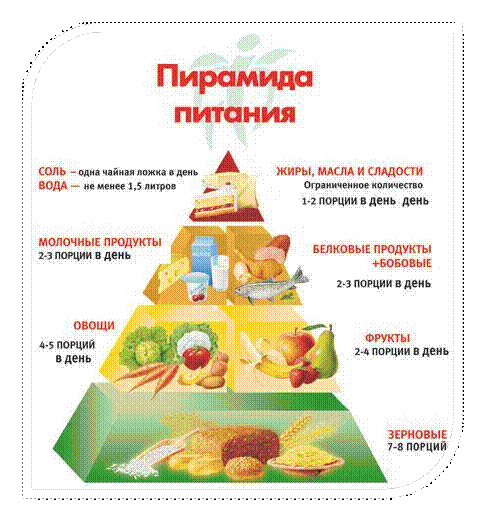 Пирамида
питания
СОЛЬ – одна чайная ложка в день
ВОДА — не менее 1,5 литров
ЖИРЫ, МАСЛА И СЛАДОСТИ
Ограниченное количество
1-2 ПОРЦИИ в день день
МОЛОЧНЫЕ ПРОДУКТЫ
2-3 ПОРЦИИ в день
БЕЛКОВЫЕ ПРОДУКТЫ
+БОБОВЫЕ
2-3 ПОРЦИИ в день
ОВОЩИ
4-5 ПОРЦИЙ
в день
ФРУКТЫ
2-4 ПОРЦИИ в день
ЗЕРНОВЫЕ
7-8 ПОРЦИЙ